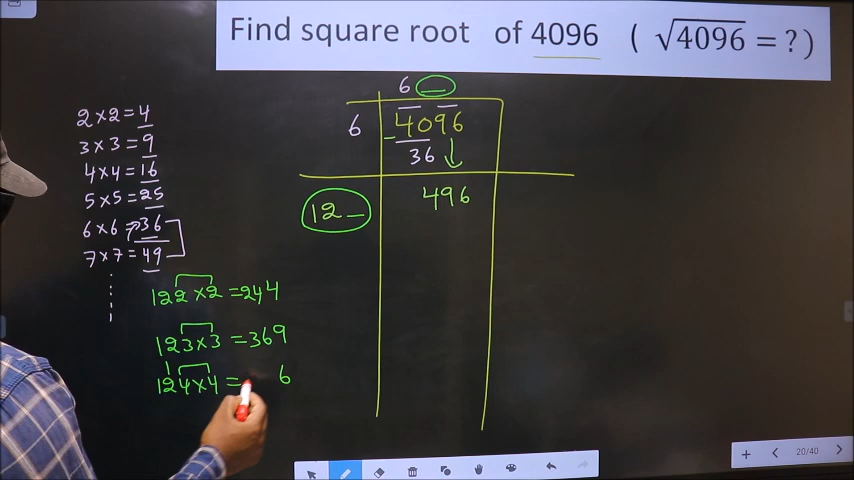 Find square root of 4096 ( √4096 = ? )
6 _
6
4096
- 36
12 _
496
2 × 2 = 4
3 × 3 = 9
4 × 4 = 16
5 × 5 = 25
6 × 6 = 36
7 × 7 = 49
122 × 2 = 244
123 × 3 = 369
1
124 × 4 = 6
20/40